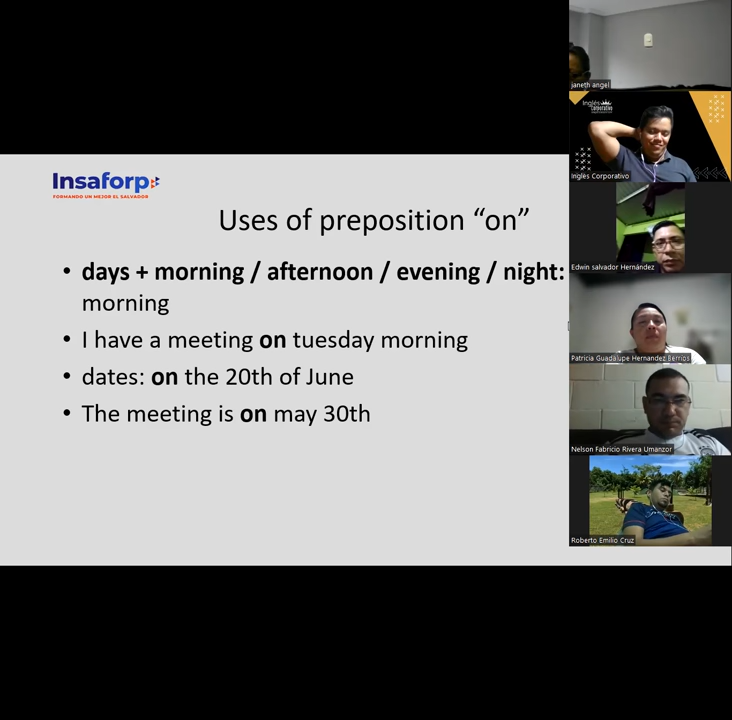 Insaforp
FORMANDO UN MEJOR EL SALVADOR
Uses of preposition “on”
• days + morning / afternoon / evening / night:
morning
• I have a meeting on tuesday morning
• dates: on the 20th of June
• The meeting is on may 30th
janeth angel
Inglés
Corporativo
Inglés Corporativo
Edwin salvador Hernández
Patricia Guadalupe Hernandez Berrios
Nelson Fabricio Rivera Umanzor
Roberto Emilio Cruz